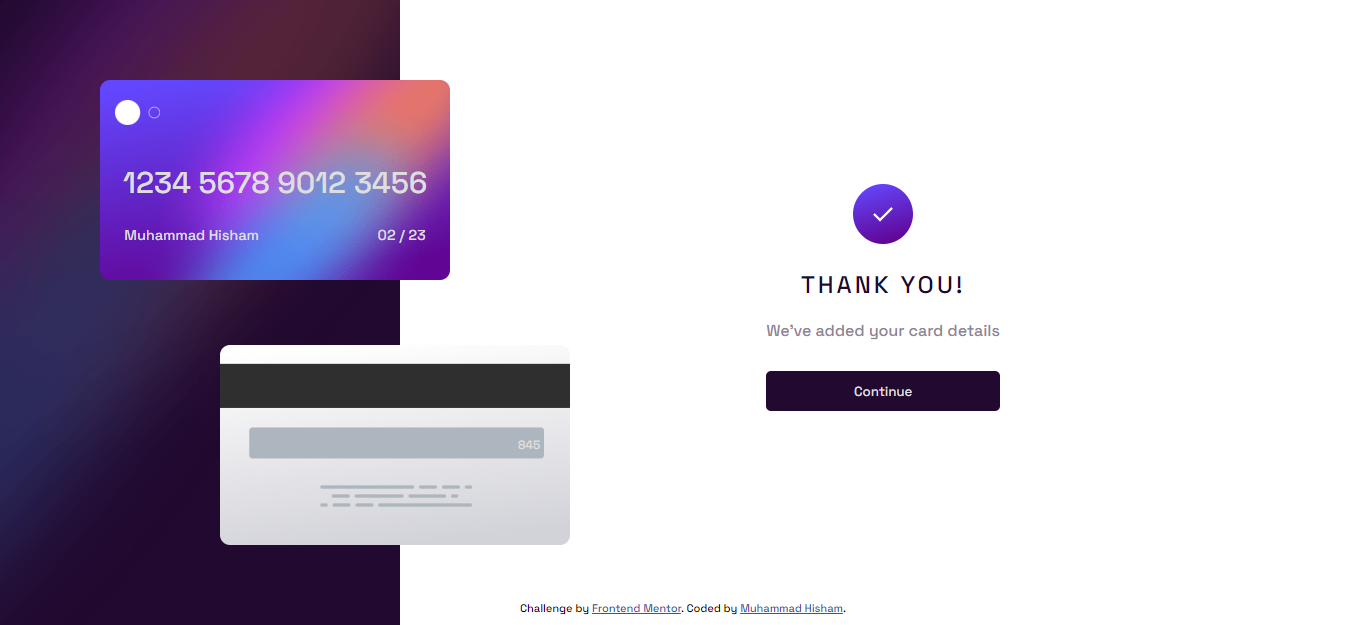 1234 5678 9012 3456
Muhammad Hisham 02 / 23
845
THANK YOU!
We've added your card details
Continue
Challenge by Frontend Mentor. Coded by Muhammad Hisham.